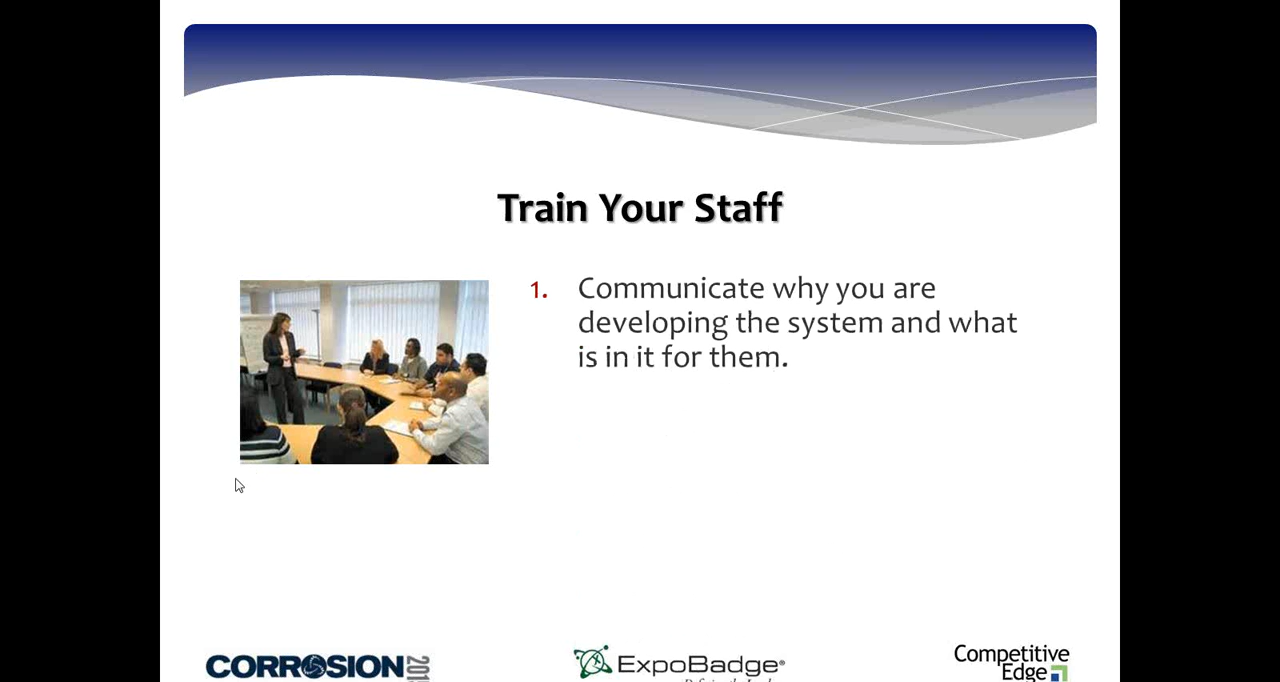 Train Your Staff
1. Communicate why you are
developing the system and what
is in it for them.
CORROSION 201
ExpoBadge®
Competitive
Edge